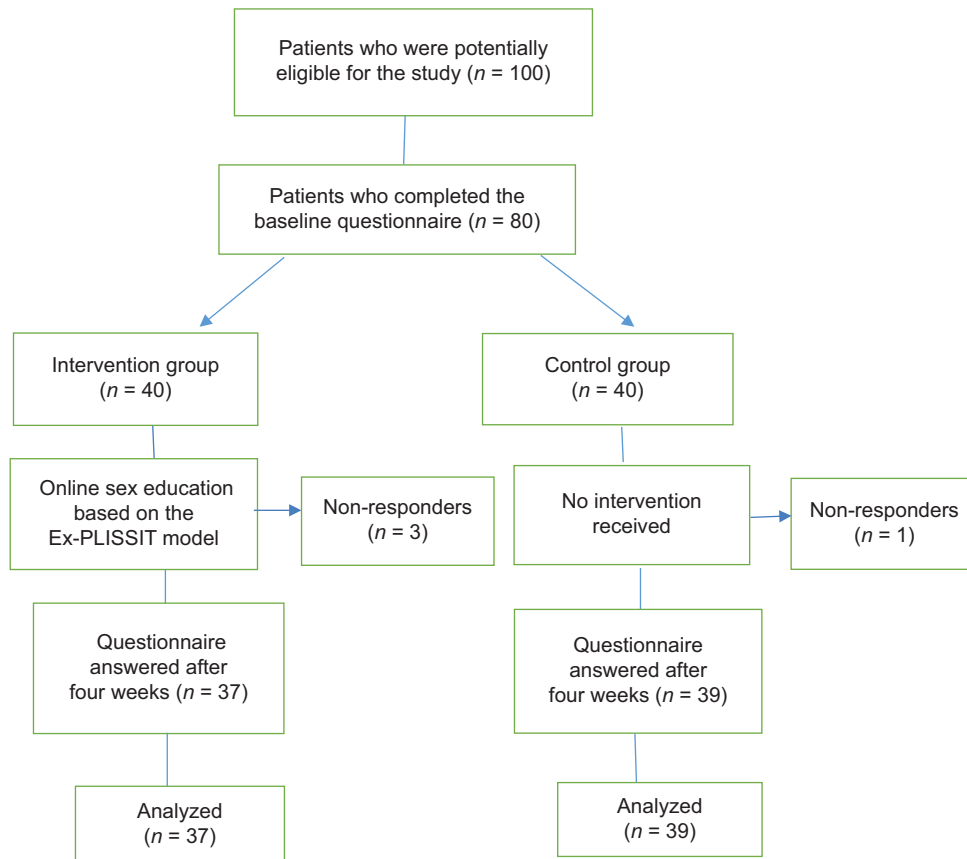 Patients who were potentially
eligible for the study (n = 100)
Patients who completed the
baseline questionnaire (n = 80)
Intervention group
(n = 40)
Control group
(n = 40)
Online sex education
based on the
Ex-PLISSIT model
Non-responders
(n = 3)
No intervention
received
Non-responders
(n = 1)
Questionnaire
answered after
four weeks (n = 37)
Questionnaire
answered after
four weeks (n = 39)
Analyzed
(n = 37)
Analyzed
(n = 39)